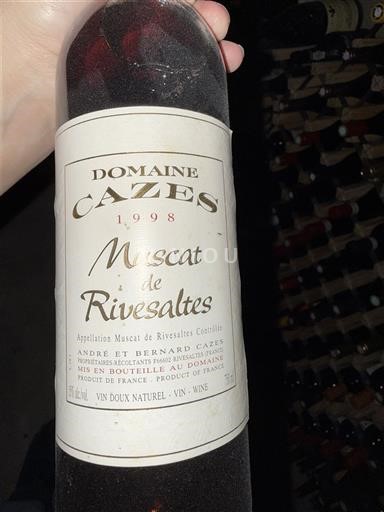 DOMAINE
CAZES
1998
Muscat
de
Rivesaltes
Appellation Muscat de Rivesaltes Contrôlée
ANDRÉ ET BERNARD CAZES
PROPRIÉTAIRES-RÉCOLTANTS F66602 RIVESALTES (FRANCE)
MIS EN BOUTEILLE AU DOMAINE
PRODUIT DE FRANCE - PRODUCT OF FRANCE
VIN DOUX NATUREL - VIN - WINE